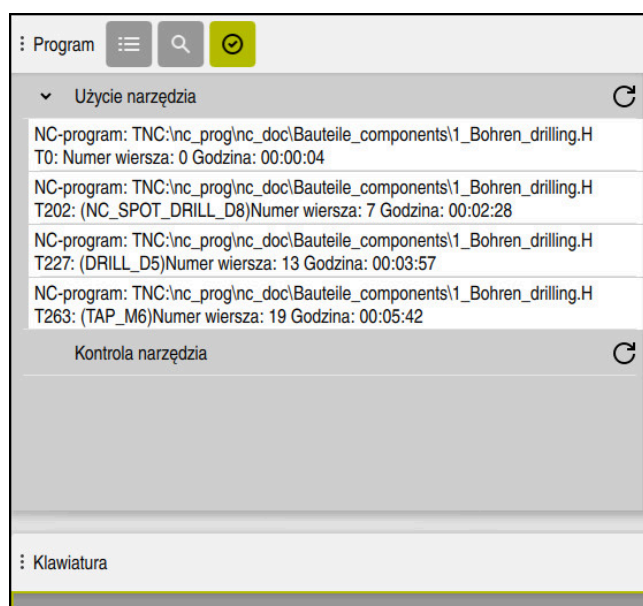 Program
Użycie narzędzia
NC-program: TNC:\nc_prog\nc_doc\Bauteile_components\1_Bohren_drilling.H
T0: Numer wiersza: 0 Godzina: 00:00:04
NC-program: TNC:\nc_prog\nc_doc\Bauteile_components\1_Bohren_drilling.H
T202: (NC_SPOT_DRILL_D8)Numer wiersza: 7 Godzina: 00:02:28
NC-program: TNC:\nc_prog\nc_doc\Bauteile_components\1_Bohren_drilling.H
T227: (DRILL_D5)Numer wiersza: 13 Godzina: 00:03:57
NC-program: TNC:\nc_prog\nc_doc\Bauteile_components\1_Bohren_drilling.H
T263: (TAP_M6)Numer wiersza: 19 Godzina: 00:05:42
Kontrola narzędzia
Klawiatura